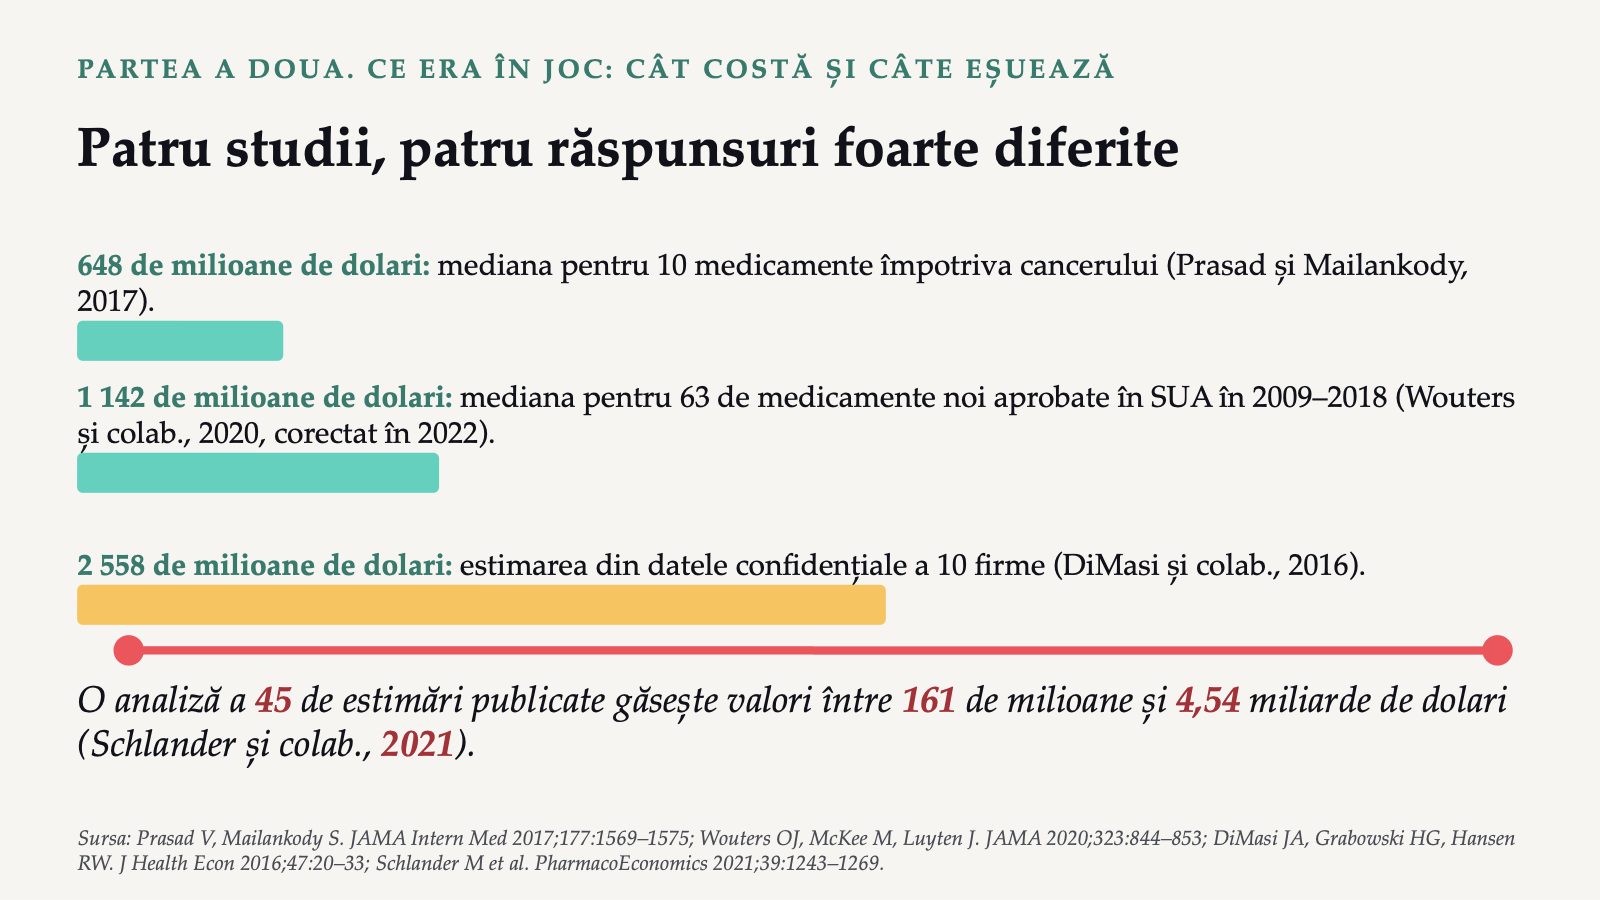 PARTEA A DOUA. CE ERA ÎN JOC: CÂT COSTĂ ȘI CÂTE EȘUEAZĂ
Patru studii, patru răspunsuri foarte diferite
648 de milioane de dolari: mediana pentru 10 medicamente împotriva cancerului (Prasad și Mailankody,
2017).
1 142 de milioane de dolari: mediana pentru 63 de medicamente noi aprobate în SUA în 2009–2018 (Wouters
și colab., 2020, corectat în 2022).
2 558 de milioane de dolari: estimarea din datele confidențiale a 10 firme (DiMasi și colab., 2016).
O analiză a 45 de estimări publicate găsește valori între 161 de milioane și 4,54 miliarde de dolari
(Schlander și colab., 2021).
Sursa: Prasad V, Mailankody S. JAMA Intern Med 2017;177:1569–1575; Wouters OJ, McKee M, Luyten J. JAMA 2020;323:844–853; DiMasi JA, Grabowski HG, Hansen
RW. J Health Econ 2016;47:20–33; Schlander M et al. PharmacoEconomics 2021;39:1243–1269.